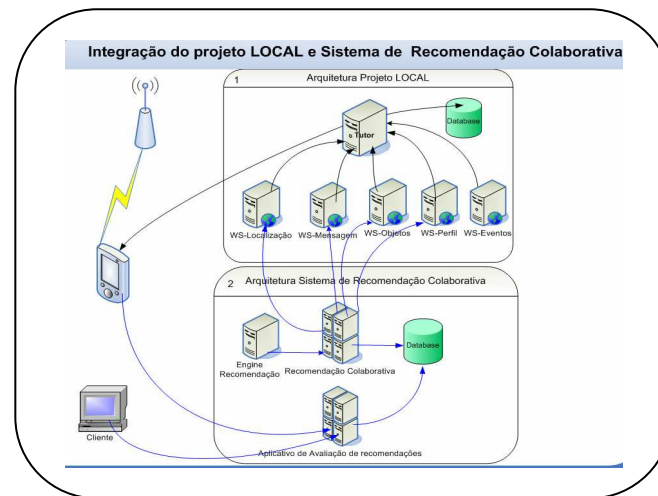 Integração do projeto LOCAL e Sistema de Recomendação Colaborativa
1
Arquitetura Projeto LOCAL
Tutor
Database
WS-Localização
WS-Mensagem
WS-Objetos
WS-Perfil
WS-Eventos
2
Arquitetura Sistema de Recomendação Colaborativa
Engine
Recomendação
Recomendação Colaborativa
Database
Cliente
Aplicativo de Avaliação de recomendações